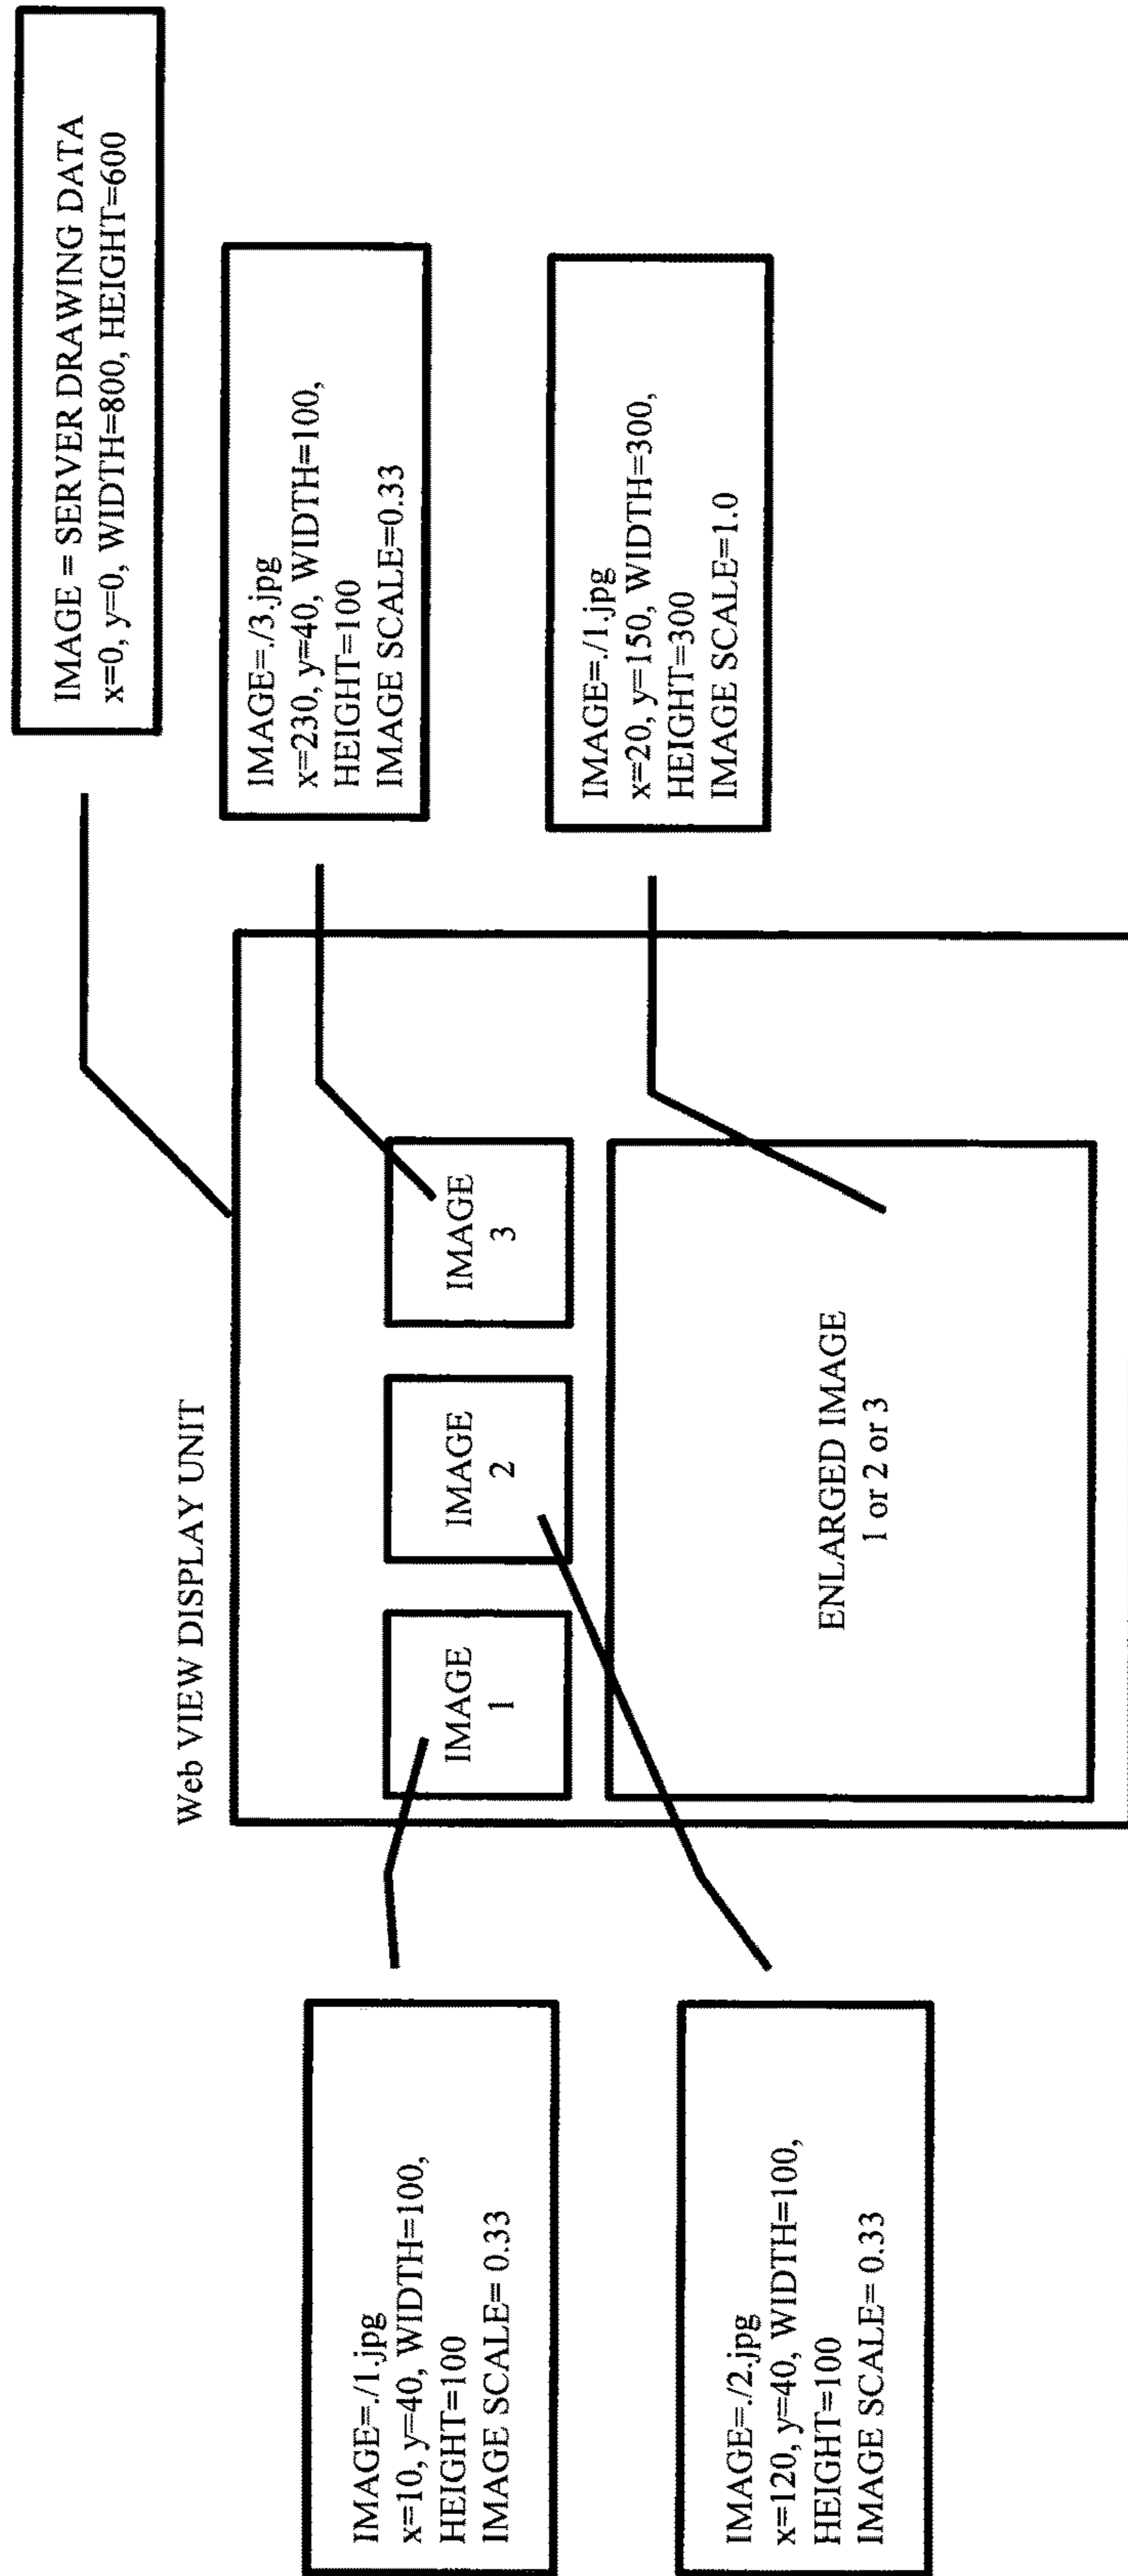 IMAGE = SERVER DRAWING DATA
x=0, y=0, WIDTH=800, HEIGHT=600
Web VIEW DISPLAY UNIT
IMAGE=./1.jpg
x=10, y=40, WIDTH=100,
HEIGHT=100
IMAGE SCALE= 0.33
IMAGE
1
IMAGE
2
IMAGE
3
IMAGE=./3.jpg
x=230, y=40, WIDTH=100,
HEIGHT=100
IMAGE SCALE=0.33
IMAGE=./2.jpg
x=120, y=40, WIDTH=100,
HEIGHT=100
IMAGE SCALE= 0.33
ENLARGED IMAGE
1 or 2 or 3
IMAGE=./1.jpg
x=20, y=150, WIDTH=300,
HEIGHT=300
IMAGE SCALE=1.0